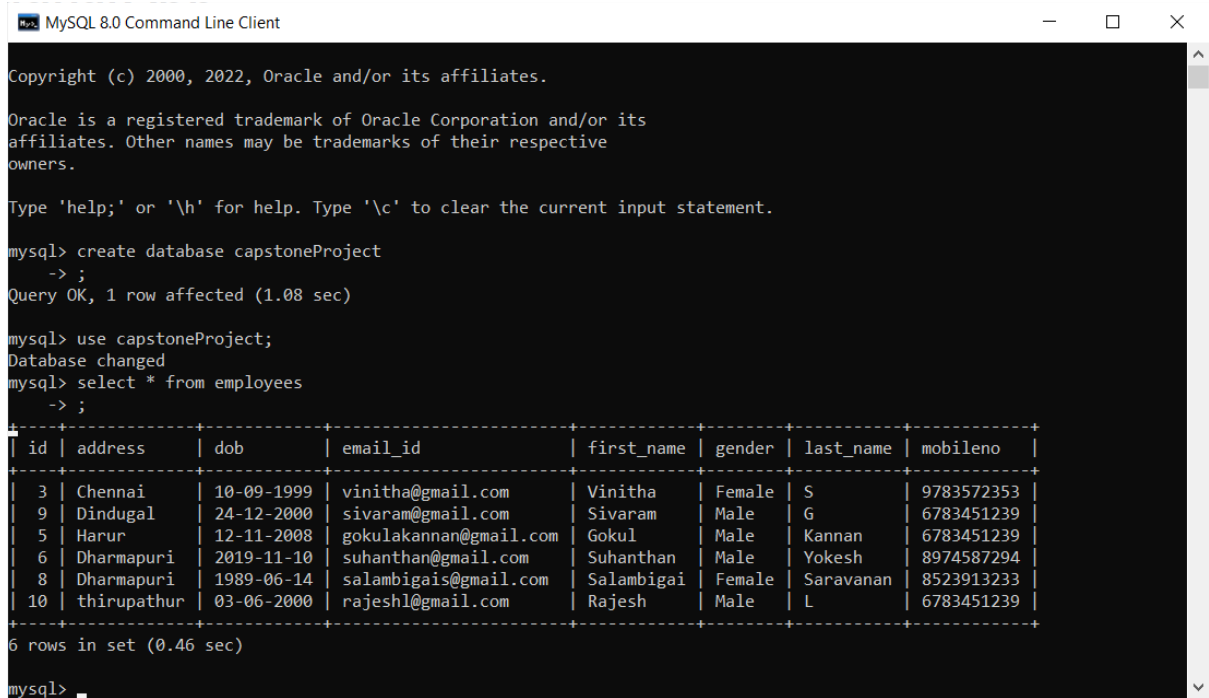 MySQL 8.0 Command Line Client
Copyright (c) 2000, 2022, Oracle and/or its affiliates.
Oracle is a registered trademark of Oracle Corporation and/or its
affiliates. Other names may be trademarks of their respective
owners.
Type 'help;' or '\h' for help. Type '\c' to clear the current input statement.
mysql> create database capstoneProject
    -> ;
Query OK, 1 row affected (1.08 sec)
mysql> use capstoneProject;
Database changed
mysql> select * from employees
    -> ;
+----+-------------+------------+------------------------+------------+--------+-----------+------------+
| id | address     | dob        | email_id               | first_name | gender | last_name | mobileno   |
+----+-------------+------------+------------------------+------------+--------+-----------+------------+
|  3 | Chennai     | 10-09-1999 | vinitha@gmail.com      | Vinitha    | Female | S         | 9783572353 |
|  9 | Dindugal    | 24-12-2000 | sivaram@gmail.com      | Sivaram    | Male   | G         | 6783451239 |
|  5 | Harur       | 12-11-2008 | gokulakannan@gmail.com | Gokul      | Male   | Kannan    | 6783451239 |
|  6 | Dharmapuri  | 2019-11-10 | suhanthan@gmail.com    | Suhanthan  | Male   | Yokesh    | 8974587294 |
|  8 | Dharmapuri  | 1989-06-14 | salambigais@gmail.com  | Salambigai | Female | Saravanan | 8523913233 |
| 10 | thirupathur | 03-06-2000 | rajeshl@gmail.com      | Rajesh     | Male   | L         | 6783451239 |
+----+-------------+------------+------------------------+------------+--------+-----------+------------+
6 rows in set (0.46 sec)
mysql>